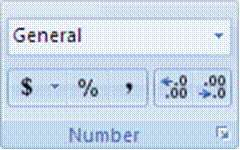 General
$ % , .0 .00 .00 .0
Number